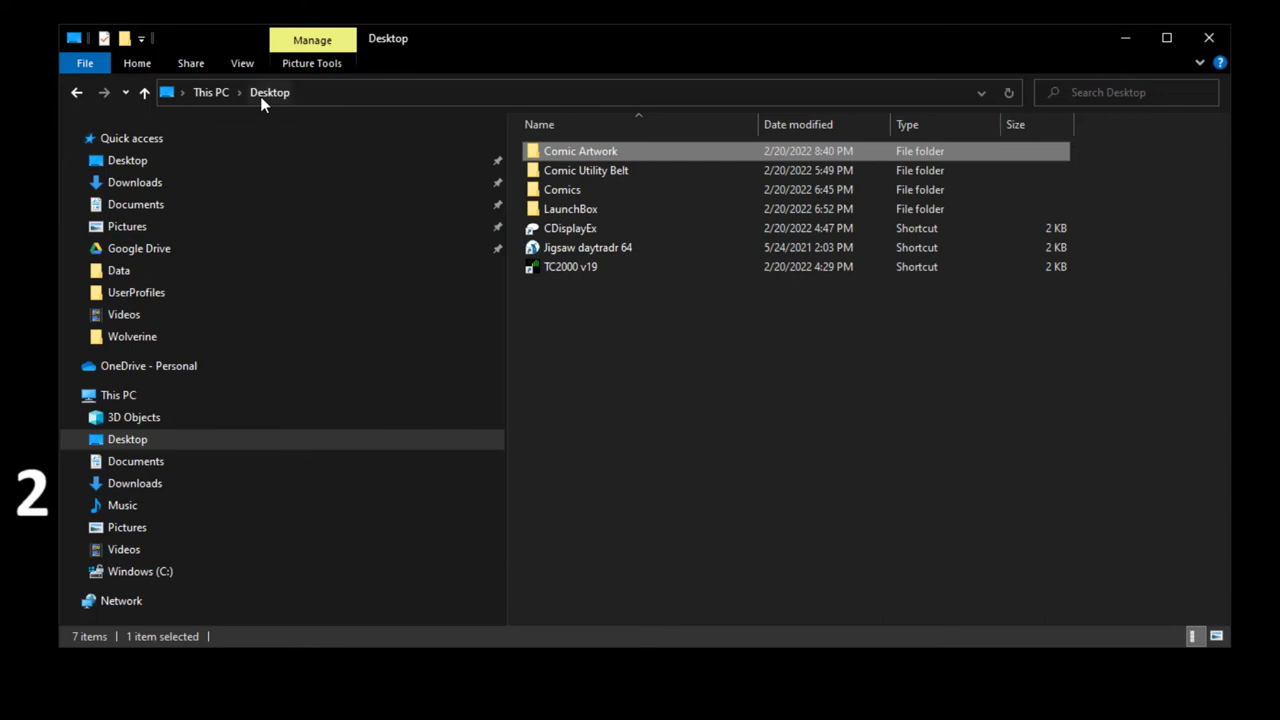 Manage Desktop
File Home Share View Picture Tools
This PC Desktop Search Desktop
Name Date modified Type Size
Quick access
Desktop
Downloads
Documents
Pictures
Google Drive
Data
UserProfiles
Videos
Wolverine
OneDrive - Personal
This PC
3D Objects
Desktop
Documents
Downloads
Music
Pictures
Videos
Windows (C:)
Network
Comic Artwork 2/20/2022 8:40 PM File folder
Comic Utility Belt 2/20/2022 5:49 PM File folder
Comics 2/20/2022 6:45 PM File folder
LaunchBox 2/20/2022 6:52 PM File folder
CDisplayEx 2/20/2022 4:47 PM Shortcut 2 KB
Jigsaw daytradr 64 5/24/2021 2:03 PM Shortcut 2 KB
TC2000 v19 2/20/2022 4:29 PM Shortcut 2 KB
2
7 items 1 item selected